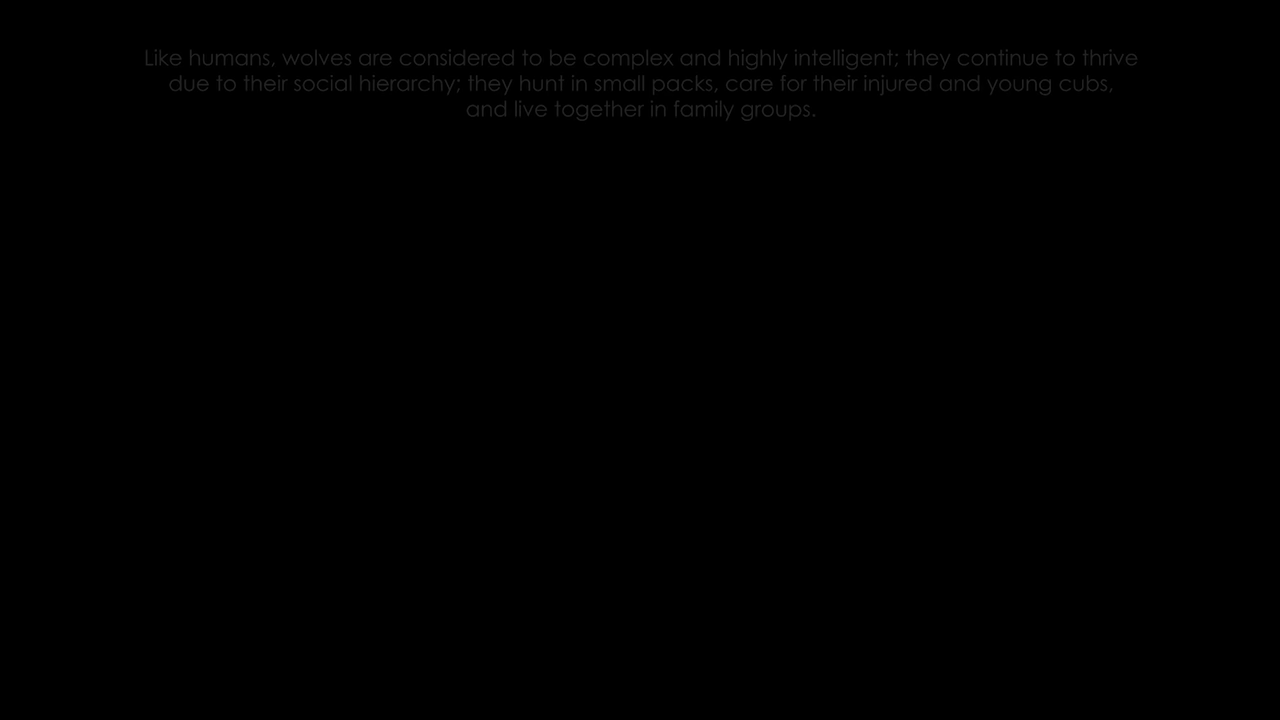 Like humans, wolves are considered to be complex and highly intelligent; they continue to thrive
due to their social hierarchy; they hunt in small packs, care for their injured and young cubs,
and live together in family groups.